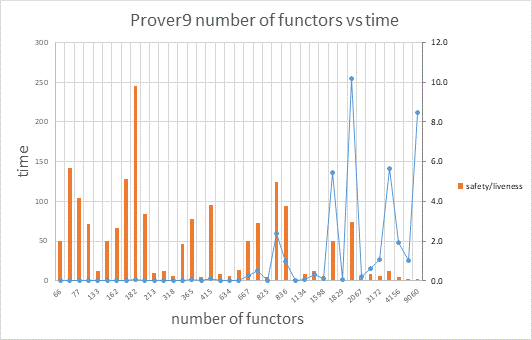 Prover9 number of functors vs time
300
250
200
150
100
50
0
time
12.0
10.0
8.0
6.0
4.0
2.0
0.0
66 77 133 162 182 213 318 365 415 534 667 825 836 1134 1598 1829 2067 3172 4156 9060
number of functors
safety/liveness